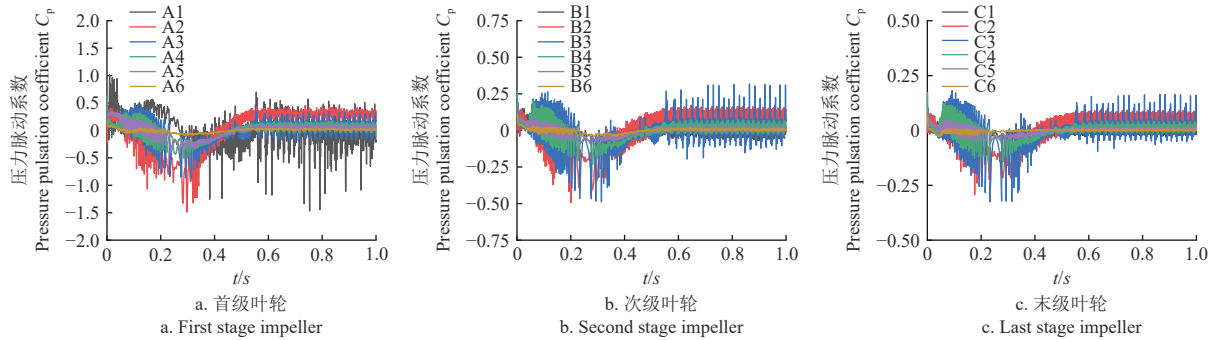 压力脉动系数
Pressure pulsation coefficient Cp
2.0
1.5
1.0
0.5
0
−0.5
−1.0
−1.5
−2.0
A1
A2
A3
A4
A5
A6
0 0.2 0.4 0.6 0.8 1.0
t/s
a. 首级叶轮
a. First stage impeller
压力脉动系数
Pressure pulsation coefficient Cp
0.75
0.50
0.25
0
−0.25
−0.50
−0.75
B1
B2
B3
B4
B5
B6
0 0.2 0.4 0.6 0.8 1.0
t/s
b. 次级叶轮
b. Second stage impeller
压力脉动系数
Pressure pulsation coefficient Cp
0.50
0.25
0
−0.25
−0.50
C1
C2
C3
C4
C5
C6
0 0.2 0.4 0.6 0.8 1.0
t/s
c. 末级叶轮
c. Last stage impeller